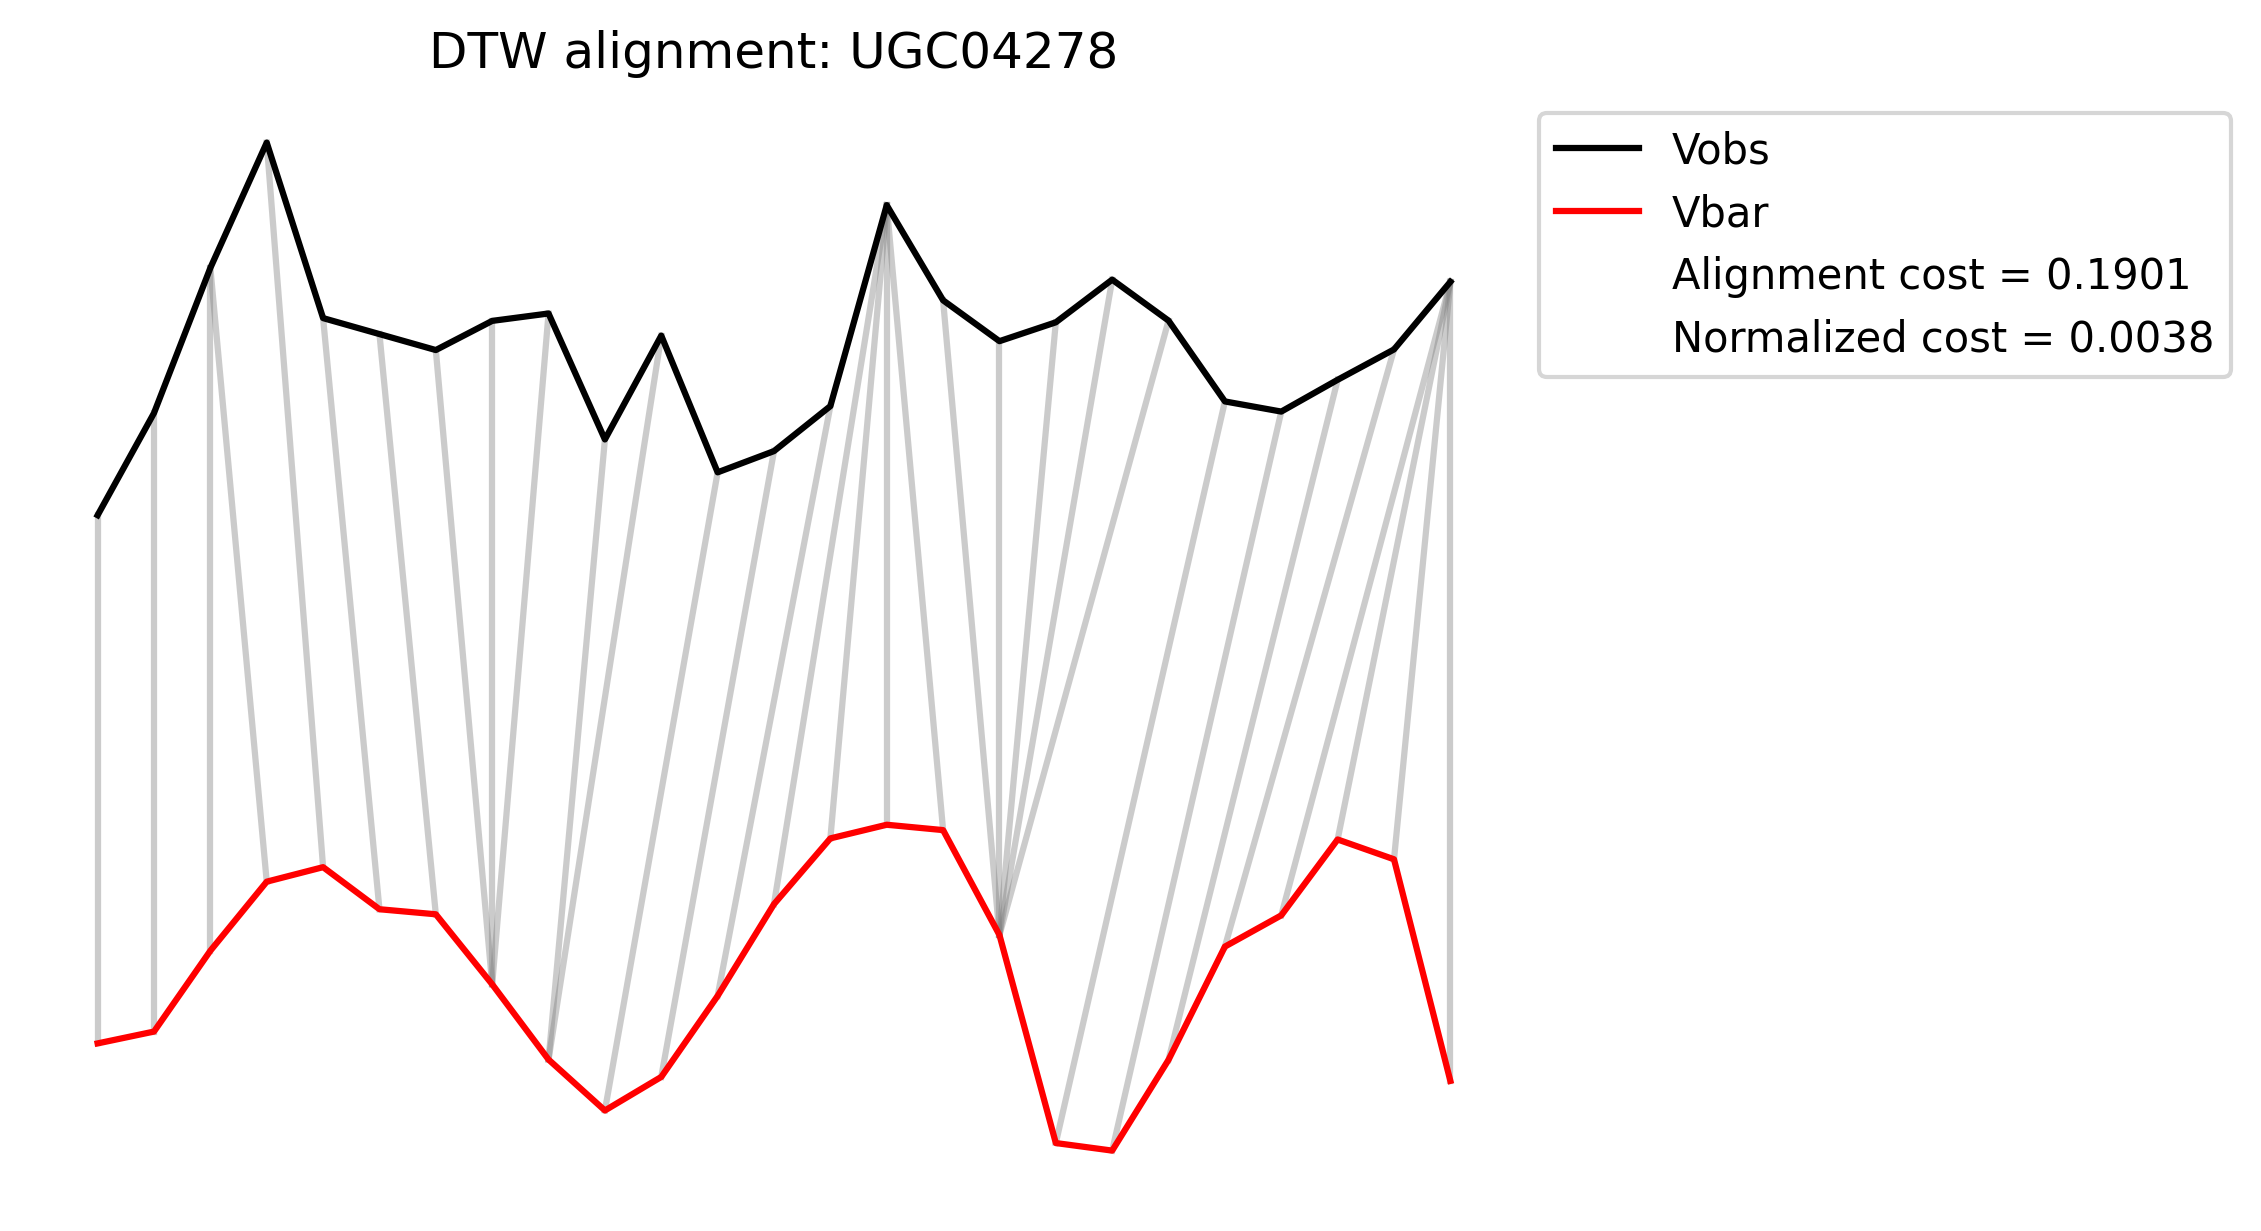 DTW alignment: UGC04278
Vobs
Vbar
Alignment cost = 0.1901
Normalized cost = 0.0038